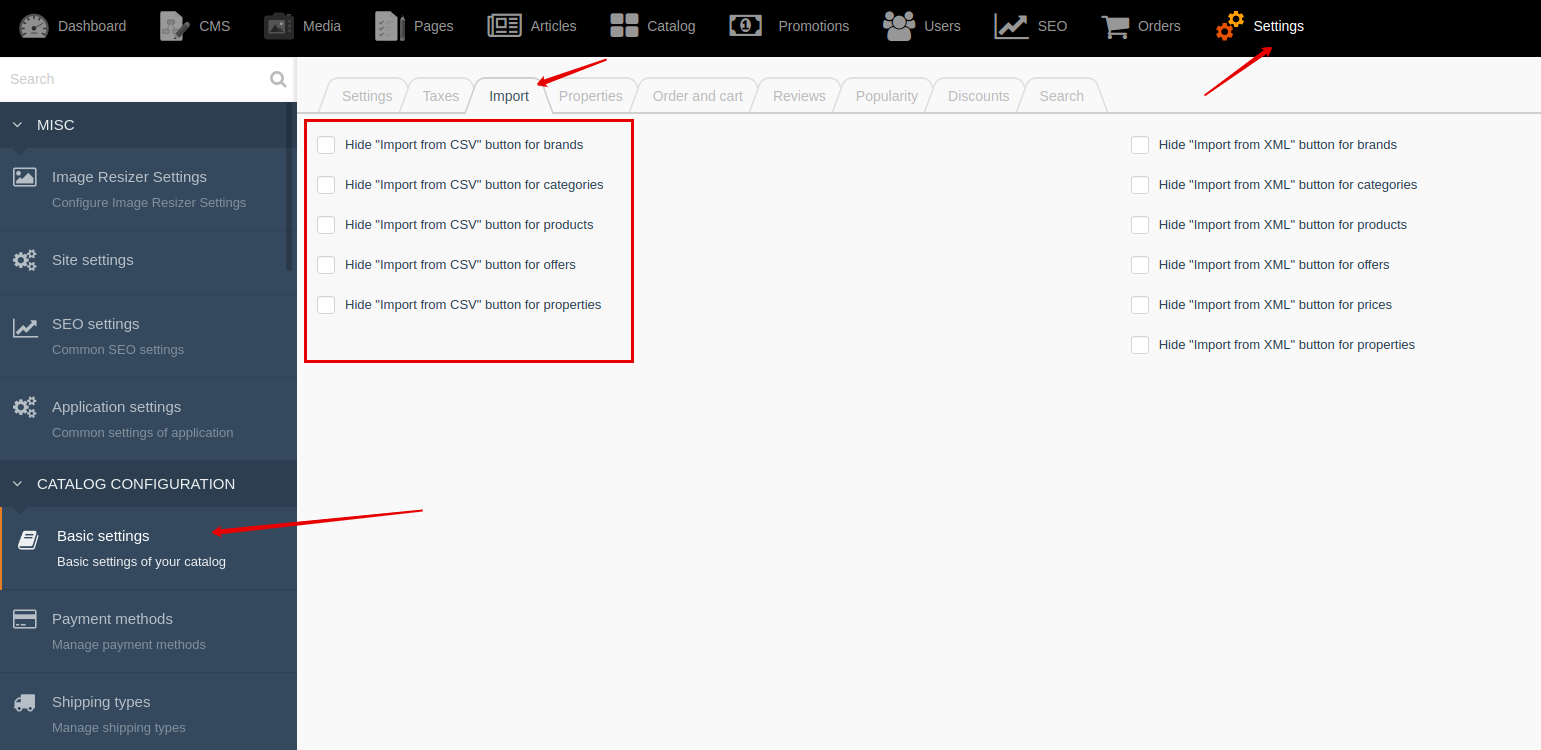 Dashboard
CMS
Media
Pages
Articles
Catalog
Promotions
Users
SEO
Orders
Settings
Search
MISC
Image Resizer Settings
Configure Image Resizer Settings
Site settings
SEO settings
Common SEO settings
Application settings
Common settings of application
CATALOG CONFIGURATION
Basic settings
Basic settings of your catalog
Payment methods
Manage payment methods
Shipping types
Manage shipping types
Settings
Taxes
Import
Properties
Order and cart
Reviews
Popularity
Discounts
Search
Hide "Import from CSV" button for brands
Hide "Import from CSV" button for categories
Hide "Import from CSV" button for products
Hide "Import from CSV" button for offers
Hide "Import from CSV" button for properties
Hide "Import from XML" button for brands
Hide "Import from XML" button for categories
Hide "Import from XML" button for products
Hide "Import from XML" button for offers
Hide "Import from XML" button for prices
Hide "Import from XML" button for properties